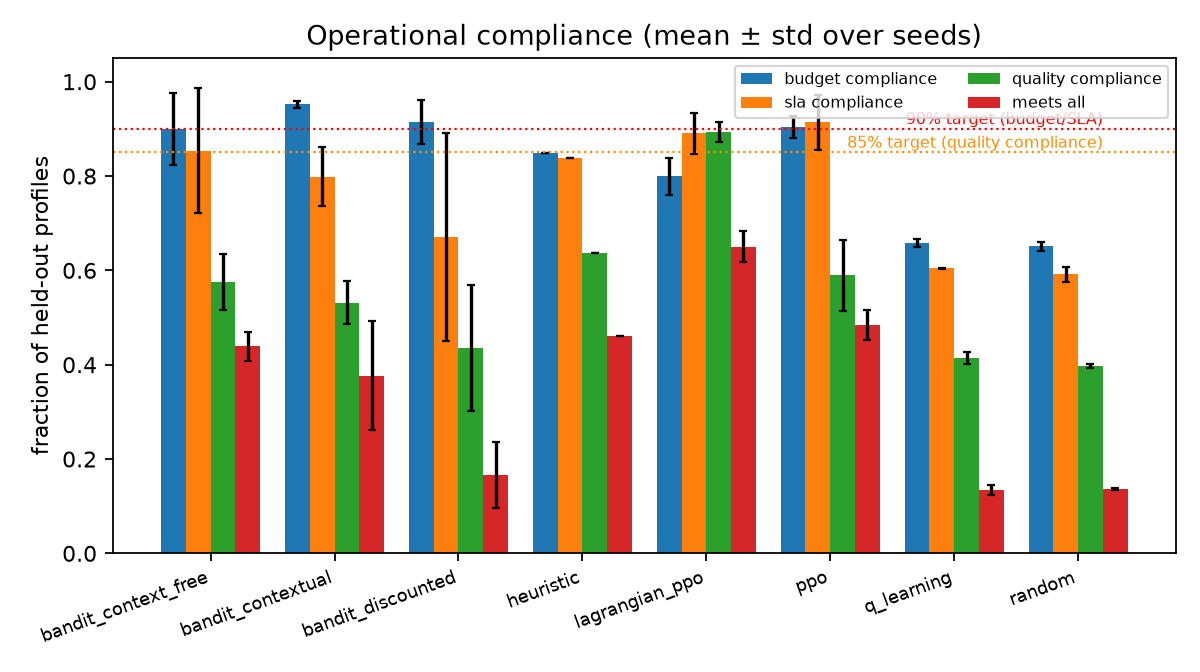 Operational compliance (mean ± std over seeds)
budget compliance
sla compliance
quality compliance
meets all
90% target (budget/SLA)
85% target (quality compliance)
fraction of held-out profiles
1.0
0.8
0.6
0.4
0.2
0.0
bandit_context_free
bandit_contextual
bandit_discounted
heuristic
lagrangian_ppo
ppo
q_learning
random